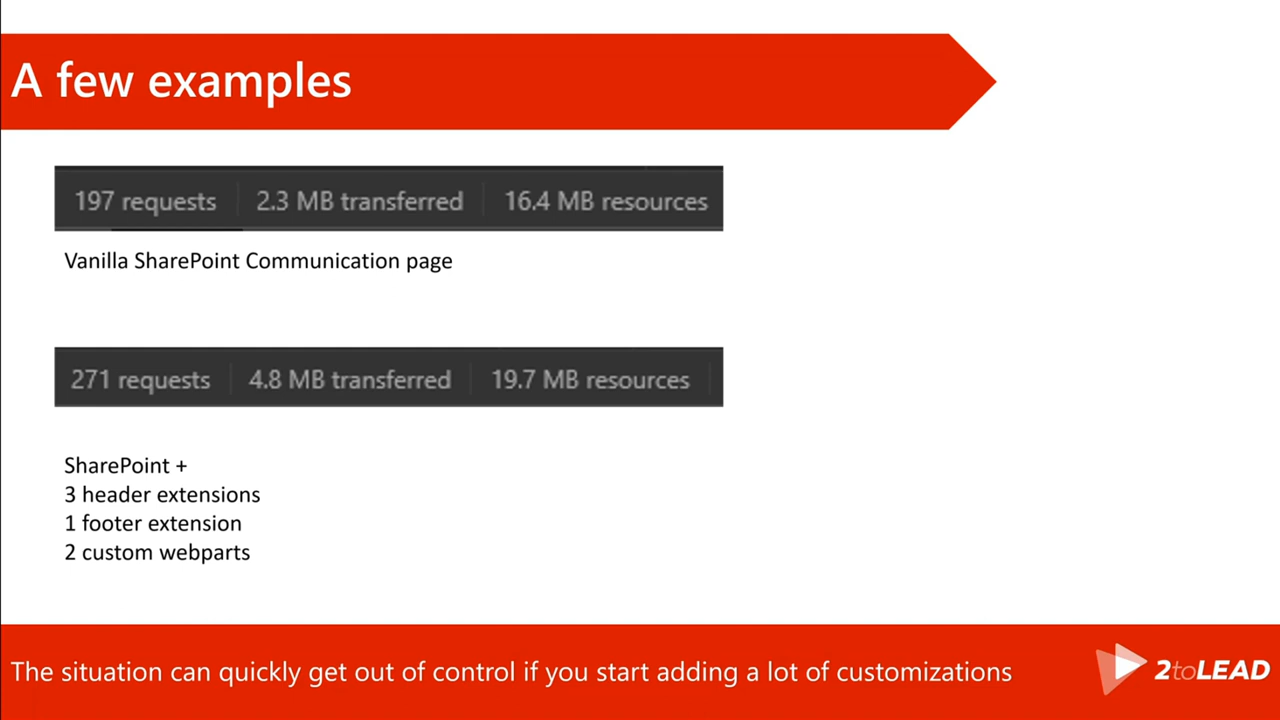 A few examples
197 requests 2.3 MB transferred 16.4 MB resources
Vanilla SharePoint Communication page
271 requests 4.8 MB transferred 19.7 MB resources
SharePoint +
3 header extensions
1 footer extension
2 custom webparts
The situation can quickly get out of control if you start adding a lot of customizations
2toLEAD